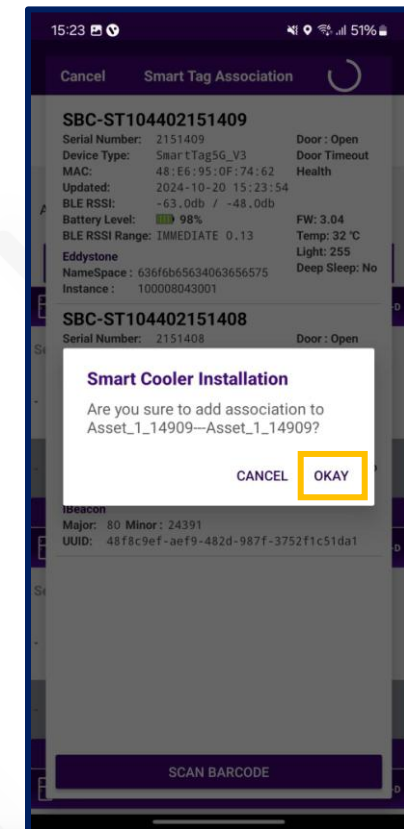 15:23 51%
Cancel Smart Tag Association
SBC-ST104402151409
Serial Number: 2151409 Door : Open
Device Type: SmartTag5G_V3 Door Timeout
MAC: 48:E6:95:0F:74:62 Health
Updated: 2024-10-20 15:23:54
BLE RSSI: -63.0db / -48.0db
Battery Level: 98% FW: 3.04
BLE RSSI Range: IMMEDIATE 0.13 Temp: 32 °C
Eddystone Light: 255
NameSpace : 636f6b65634063656575 Deep Sleep: No
Instance : 100008043001
SBC-ST104402151408
Serial Number: 2151408 Door : Open
Smart Cooler Installation
Are you sure to add association to
Asset_1_14909---Asset_1_14909?
CANCEL OKAY
IBeacon
Major: 80 Minor: 24391
UUID: 48f8c9ef-aef9-482d-987f-3752f1c51da1
SCAN BARCODE